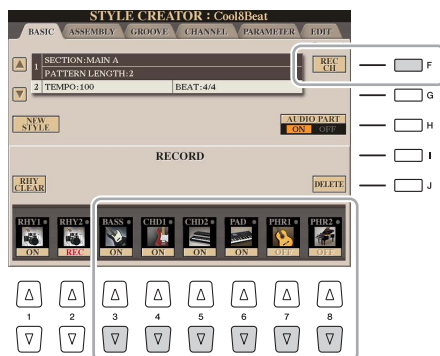 STYLE CREATOR : Cool8Beat
BASIC ASSEMBLY GROOVE CHANNEL PARAMETER EDIT
1 SECTION:MAIN A
PATTERN LENGTH:2
2 TEMPO:100 BEAT:4/4
REC CH
F
G
NEW STYLE
AUDIO PART
ON OFF
H
RECORD
I
RHY CLEAR
DELETE
J
RHY1 RHY2 BASS CHD1 CHD2 PAD PHR1 PHR2
ON REC ON ON ON ON OFF OFF
1 2 3 4 5 6 7 8